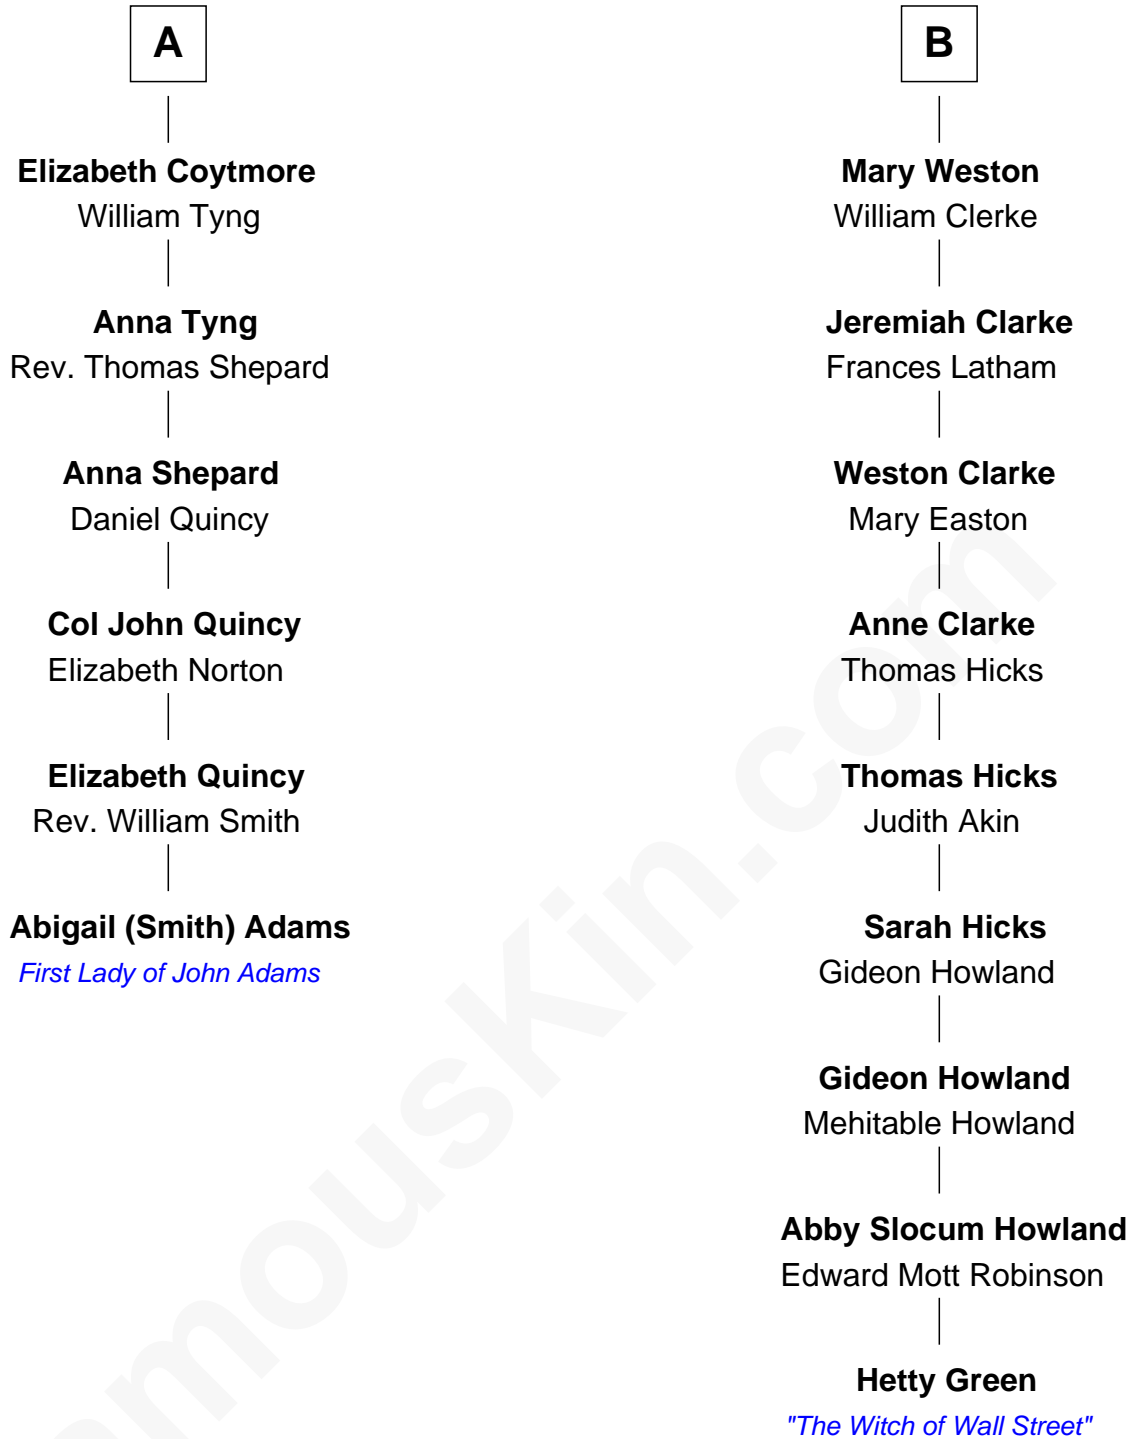 A
Elizabeth Coytmore
William Tyng
Anna Tyng
Rev. Thomas Shepard
Anna Shepard
Daniel Quincy
Col John Quincy
Elizabeth Norton
Elizabeth Quincy
Rev. William Smith
Abigail (Smith) Adams
First Lady of John Adams
B
Mary Weston
William Clerke
Jeremiah Clarke
Frances Latham
Weston Clarke
Mary Easton
Anne Clarke
Thomas Hicks
Thomas Hicks
Judith Akin
Sarah Hicks
Gideon Howland
Gideon Howland
Mehitable Howland
Abby Slocum Howland
Edward Mott Robinson
Hetty Green
"The Witch of Wall Street"
amousKin.com